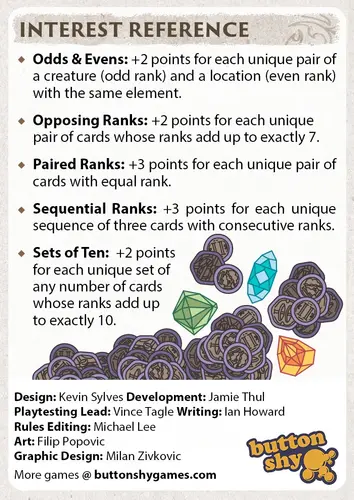 INTEREST REFERENCE
◆ Odds & Evens: +2 points for each unique pair of
a creature (odd rank) and a location (even rank)
with the same element.
◆ Opposing Ranks: +2 points for each unique
pair of cards whose ranks add up to exactly 7.
◆ Paired Ranks: +3 points for each unique pair of
cards with equal rank.
◆ Sequential Ranks: +3 points for each unique
sequence of three cards with consecutive ranks.
◆ Sets of Ten: +2 points
for each unique set of
any number of cards
whose ranks add up
to exactly 10.
Design: Kevin Sylves Development: Jamie Thul
Playtesting Lead: Vince Tagle Writing: Ian Howard
Rules Editing: Michael Lee
Art: Filip Popovic
Graphic Design: Milan Zivkovic
More games @ buttonshygames.com
button
shy